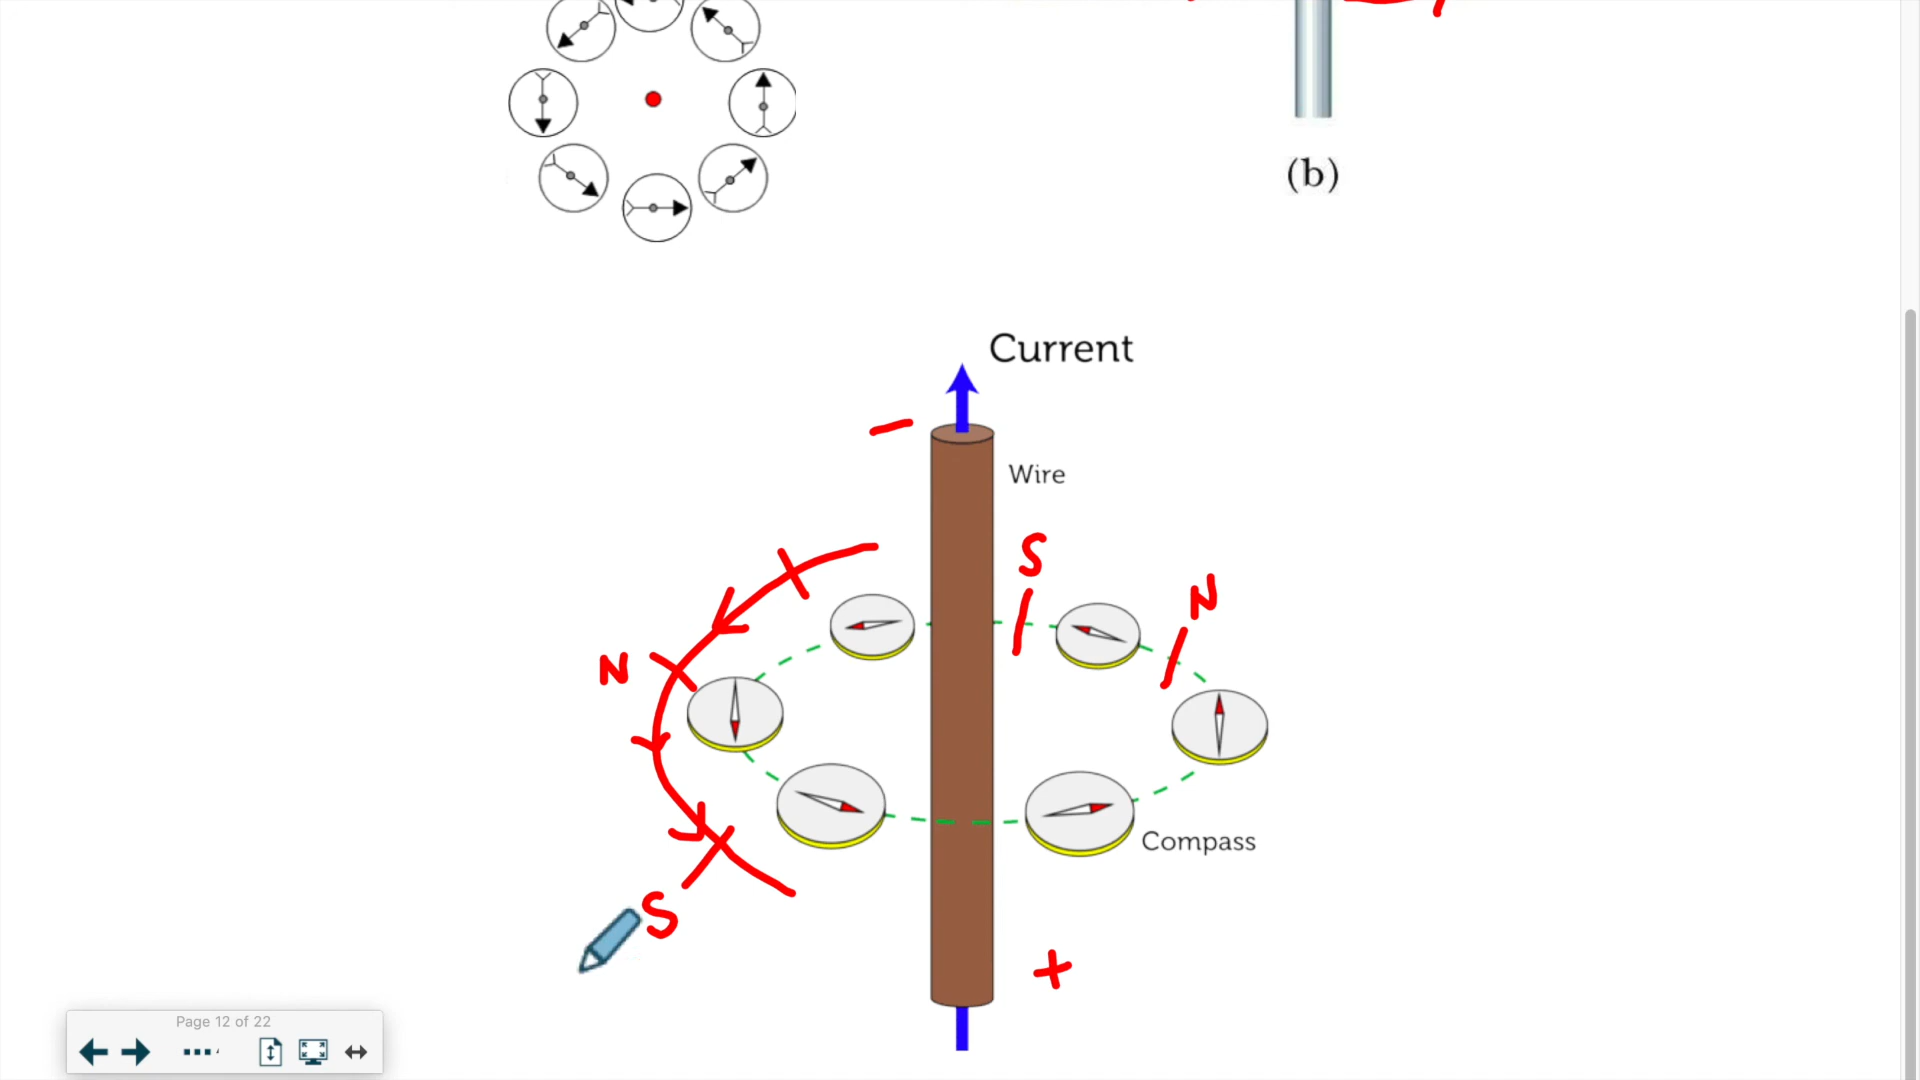 (b)
Current
−
Wire
S
N
N
Compass
S
+
Page 12 of 22